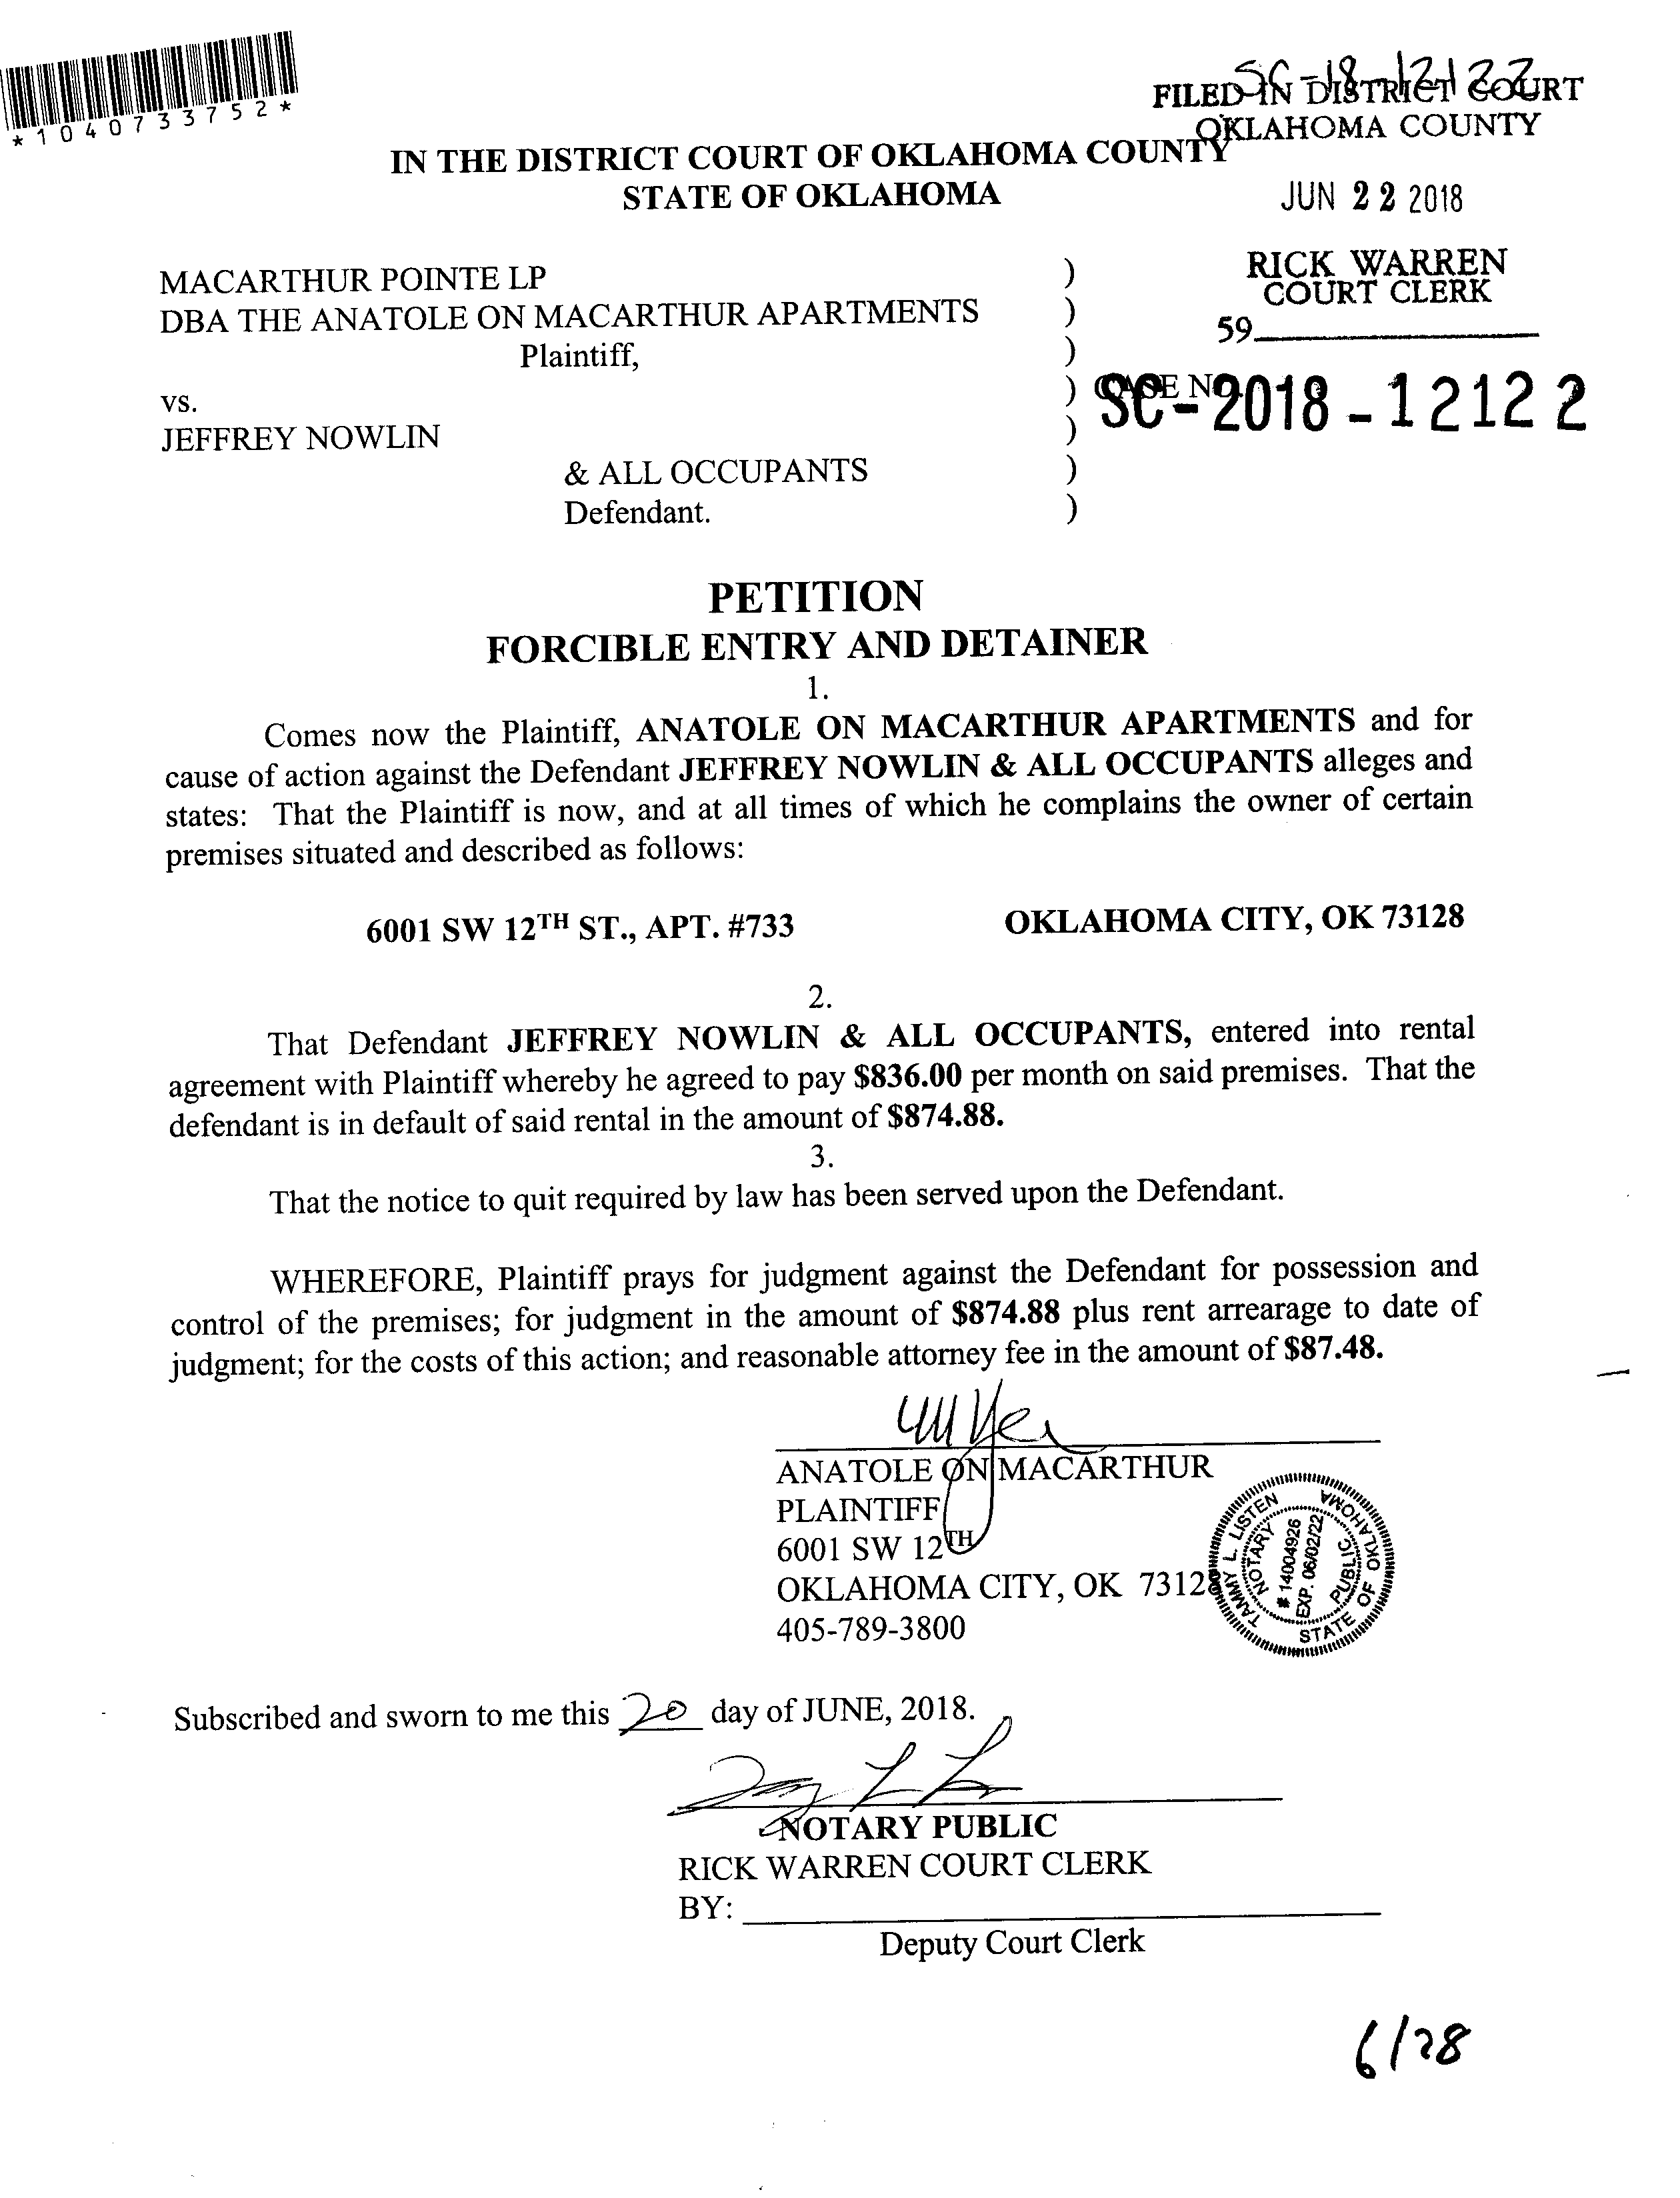 *1040733752*
SC-18-12122
FILED IN DISTRICT COURT
OKLAHOMA COUNTY
IN THE DISTRICT COURT OF OKLAHOMA COUNTY
STATE OF OKLAHOMA
JUN 22 2018
RICK WARREN
COURT CLERK
59
MACARTHUR POINTE LP )
DBA THE ANATOLE ON MACARTHUR APARTMENTS )
Plaintiff, )
vs. ) CASE NO.
SC-2018-12122
JEFFREY NOWLIN )
& ALL OCCUPANTS )
Defendant. )
PETITION
FORCIBLE ENTRY AND DETAINER
1.
Comes now the Plaintiff, ANATOLE ON MACARTHUR APARTMENTS and for
cause of action against the Defendant JEFFREY NOWLIN & ALL OCCUPANTS alleges and
states: That the Plaintiff is now, and at all times of which he complains the owner of certain
premises situated and described as follows:
6001 SW 12TH ST., APT. #733 OKLAHOMA CITY, OK 73128
2.
That Defendant JEFFREY NOWLIN & ALL OCCUPANTS, entered into rental
agreement with Plaintiff whereby he agreed to pay $836.00 per month on said premises. That the
defendant is in default of said rental in the amount of $874.88.
3.
That the notice to quit required by law has been served upon the Defendant.
WHEREFORE, Plaintiff prays for judgment against the Defendant for possession and
control of the premises; for judgment in the amount of $874.88 plus rent arrearage to date of
judgment; for the costs of this action; and reasonable attorney fee in the amount of $87.48.
ANATOLE ON MACARTHUR
PLAINTIFF
6001 SW 12TH
OKLAHOMA CITY, OK 73128
405-789-3800
TAMMY L. LISTEN
NOTARY
# 14004926
EXP. 06/02/22
PUBLIC
STATE OF OKLAHOMA
Subscribed and sworn to me this 20 day of JUNE, 2018.
NOTARY PUBLIC
RICK WARREN COURT CLERK
BY:
Deputy Court Clerk
6/28